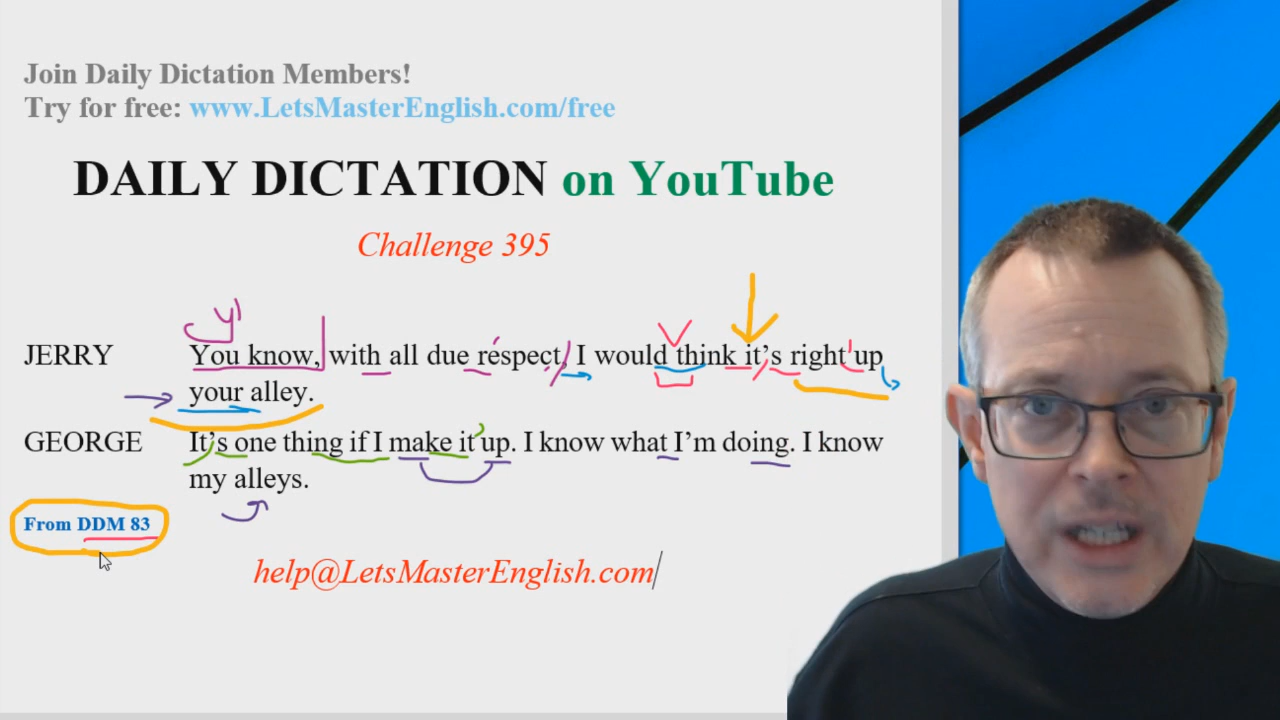 Join Daily Dictation Members!
Try for free: www.LetsMasterEnglish.com/free
DAILY DICTATION on YouTube
Challenge 395
y'
JERRY You know, with all due respect, I would think it's right up
your alley.
GEORGE It's one thing if I make it up. I know what I'm doing. I know
my alleys.
From DDM 83
help@LetsMasterEnglish.com